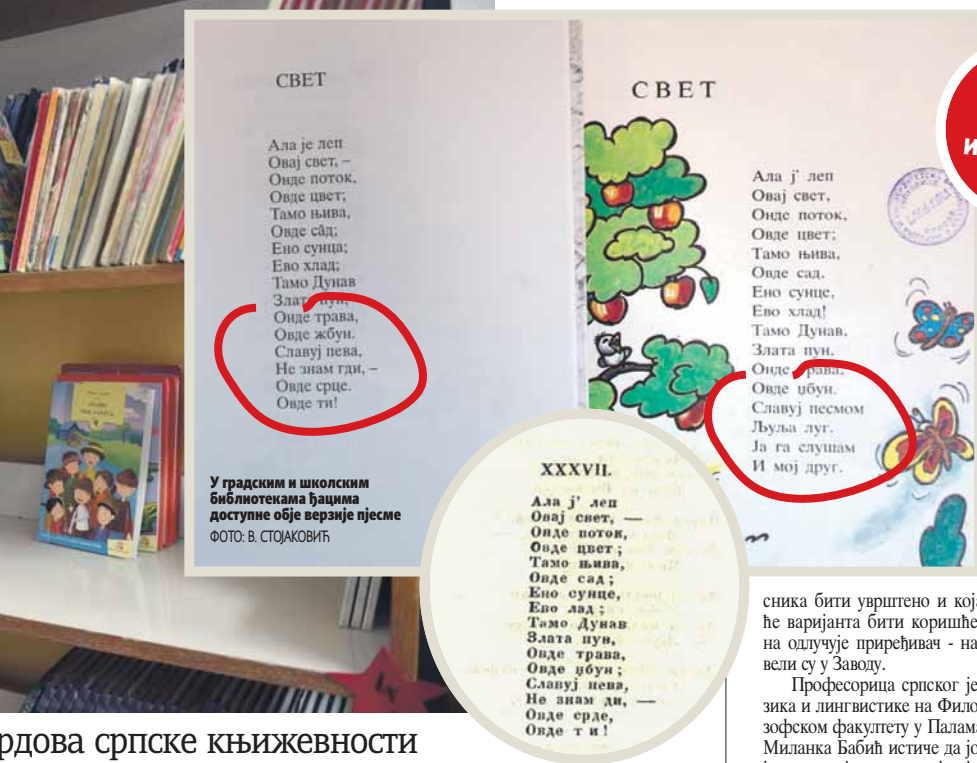 СВЕТ
Ала је леп
Овај свет, –
Онде поток,
Овде цвет;
Тамо њива,
Овде са̂д;
Ено сунца;
Ево хлад;
Тамо Дунав
Злата пун,
Онде трава,
Овде жбун.
Славуј пева,
Не знам гди, –
Овде срце.
Овде ти!
У градским и школским
библиотекама ђацима
доступне обје верзије пјесме
ФОТО: В. СТОЈАКОВИЋ
СВЕТ
Ала ј' леп
Овај свет,
Онде поток,
Овде цвет;
Тамо њива,
Овде сад,
Ено сунце,
Ево хлад!
Тамо Дунав,
Злата пун,
Онде трава,
Овде џбун.
Славуј песмом
Љуља луг.
Ја га слушам
И мој друг.
XXXVII.
Ала ј' леп
Овај свет, —
Онде поток,
Овде цвет;
Тамо њива,
Овде сад;
Ено сунце,
Ево лад;
Тамо Дунав
Злата пун,
Онде трава,
Овде џбун;
Славуј пева,
Не знам ди, —
Овде срце,
Овде ти!
сника бити уврштено и која
ће варијанта бити коришће
на одлучује приређивач - на
вели су у Заводу.
Професорица српског је
зика и лингвистике на Фило
зофском факултету у Палама
Миланка Бабић истиче да јо
рдова српске књижевности